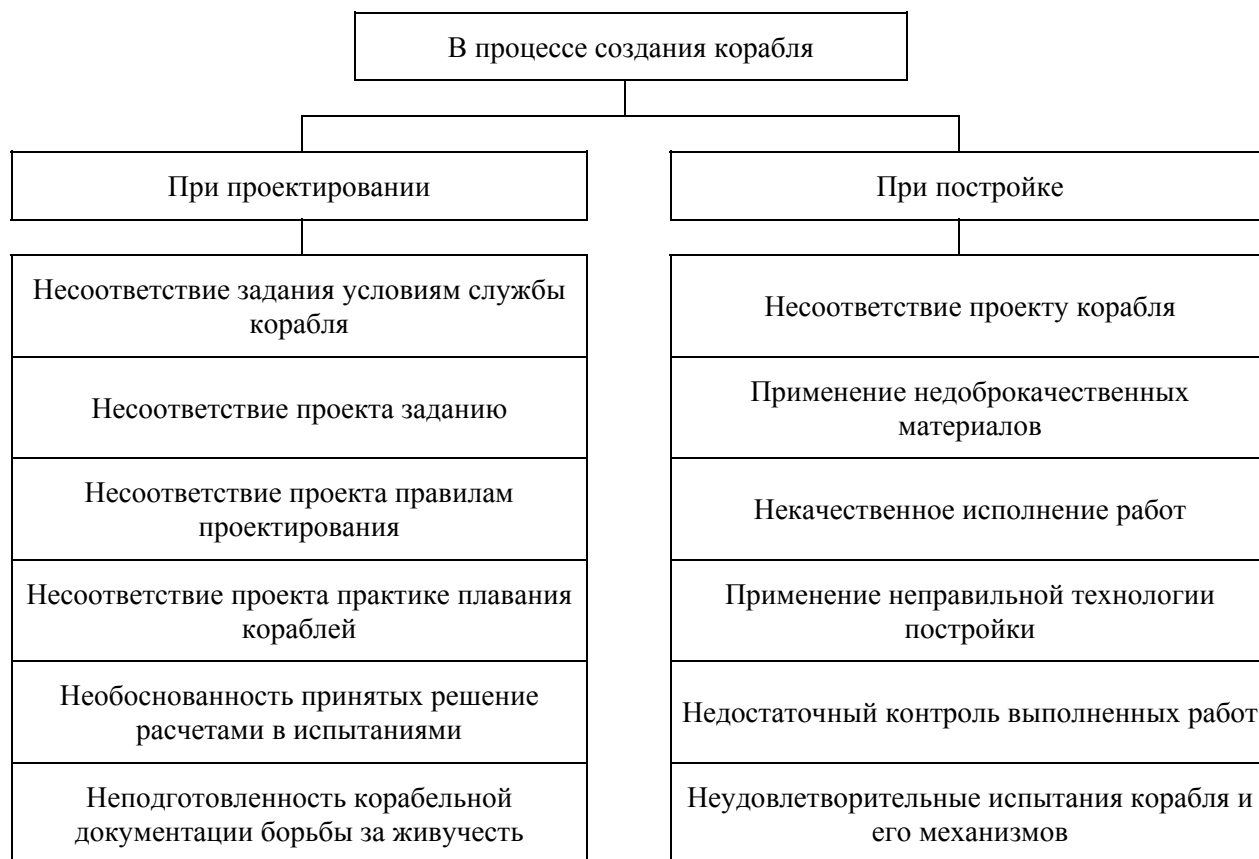 В процессе создания корабля
При проектировании
Несоответствие задания условиям службы
корабля
Несоответствие проекта заданию
Несоответствие проекта правилам
проектирования
Несоответствие проекта практике плавания
кораблей
Необоснованность принятых решение
расчетами в испытаниями
Неподготовленность корабельной
документации борьбы за живучесть
При постройке
Несоответствие проекту корабля
Применение недоброкачественных
материалов
Некачественное исполнение работ
Применение неправильной технологии
постройки
Недостаточный контроль выполненных работ
Неудовлетворительные испытания корабля и
его механизмов